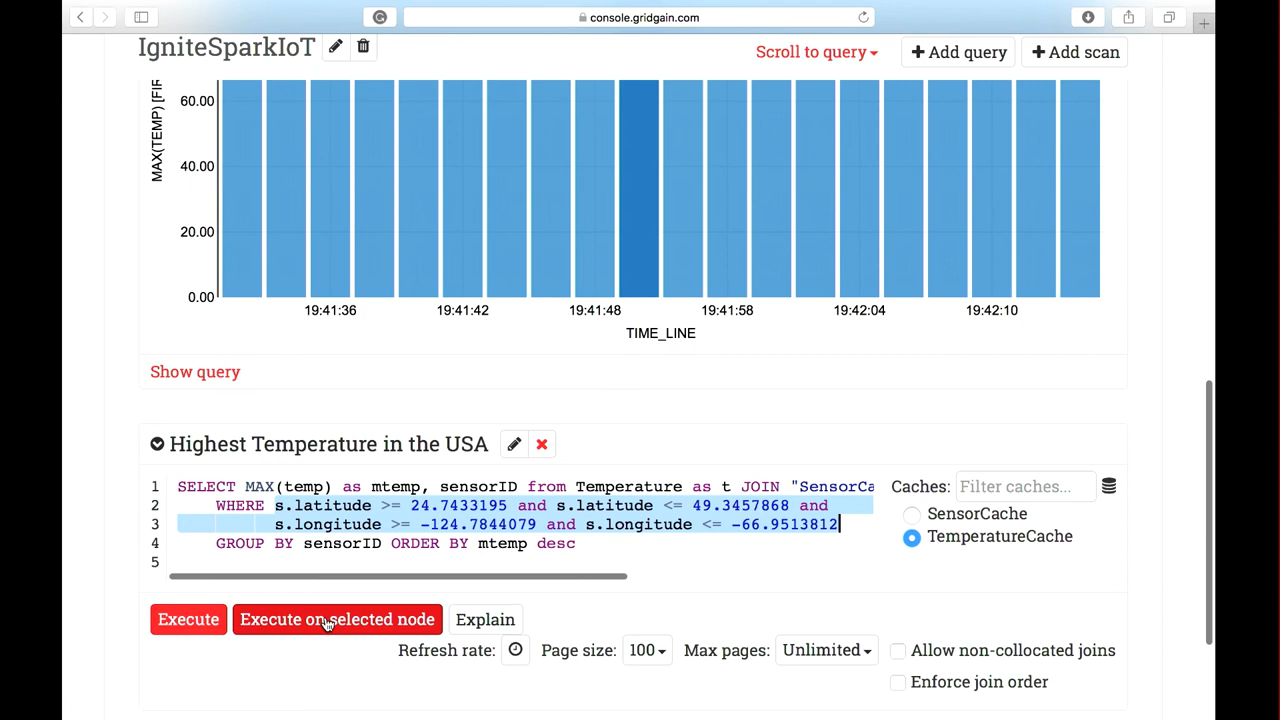 console.gridgain.com
IgniteSparkIoT
Scroll to query
Add query
Add scan
MAX(TEMP) [FIR
60.00
40.00
20.00
0.00
19:41:36
19:41:42
19:41:48
19:41:58
19:42:04
19:42:10
TIME_LINE
Show query
Highest Temperature in the USA
1 SELECT MAX(temp) as mtemp, sensorID from Temperature as t JOIN "SensorCa
2 WHERE s.latitude >= 24.7433195 and s.latitude <= 49.3457868 and
3 s.longitude >= -124.7844079 and s.longitude <= -66.9513812
4 GROUP BY sensorID ORDER BY mtemp desc
5
Caches: Filter caches...
SensorCache
TemperatureCache
Execute
Execute on selected node
Explain
Refresh rate:
Page size: 100
Max pages: Unlimited
Allow non-collocated joins
Enforce join order